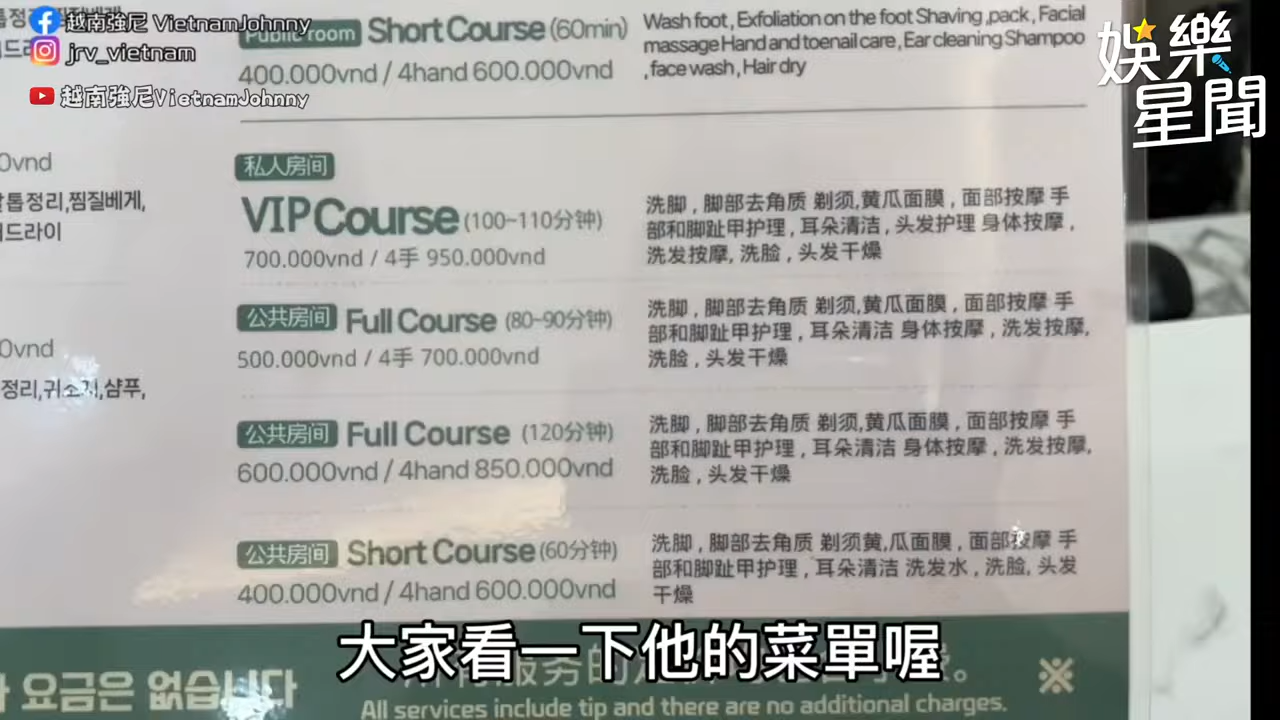 越南強尼 VietnamJohnny
jrv_vietnam
越南強尼VietnamJohnny
娛樂
星聞
Public room Short Course (60min)
400.000vnd / 4hand 600.000vnd
Wash foot, Exfoliation on the foot Shaving ,pack, Facial
massage Hand and toenail care, Ear cleaning Shampoo
, face wash, Hair dry
0vnd
톱정리,찜질베게,
드라이
私人房间
VIP Course (100~110分钟)
700.000vnd / 4手 950.000vnd
洗脚 , 脚部去角质 剃须,黄瓜面膜 , 面部按摩 手
部和脚趾甲护理 , 耳朵清洁 , 头发护理 身体按摩 ,
洗发按摩, 洗脸 , 头发干燥
公共房间 Full Course (80~90分钟)
500.000vnd / 4手 700.000vnd
洗脚 , 脚部去角质 剃须,黄瓜面膜 , 面部按摩 手
部和脚趾甲护理 , 耳朵清洁 身体按摩 , 洗发按摩,
洗脸 , 头发干燥
0vnd
정리,귀소지,샴푸,
公共房间 Full Course (120分钟)
600.000vnd / 4hand 850.000vnd
洗脚 , 脚部去角质 剃须,黄瓜面膜 , 面部按摩 手
部和脚趾甲护理 , 耳朵清洁 身体按摩 , 洗发按摩,
洗脸 , 头发干燥
公共房间 Short Course (60分钟)
400.000vnd / 4hand 600.000vnd
洗脚 , 脚部去角质 剃须黄,瓜面膜 , 面部按摩 手
部和脚趾甲护理 , 耳朵清洁 洗发水 , 洗脸, 头发
干燥
大家看一下他的菜單喔
요금은 없습니다
※
All services include tip and there are no additional charges.